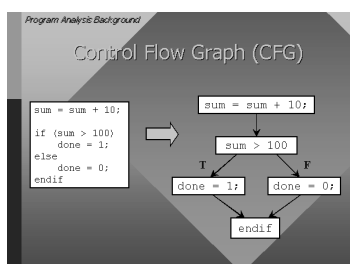 Program Analysis Background
Control Flow Graph (CFG)
sum = sum + 10;
if (sum > 100)
done = 1;
else
done = 0;
endif
sum = sum + 10;
sum > 100
T F
done = 1; done = 0;
endif